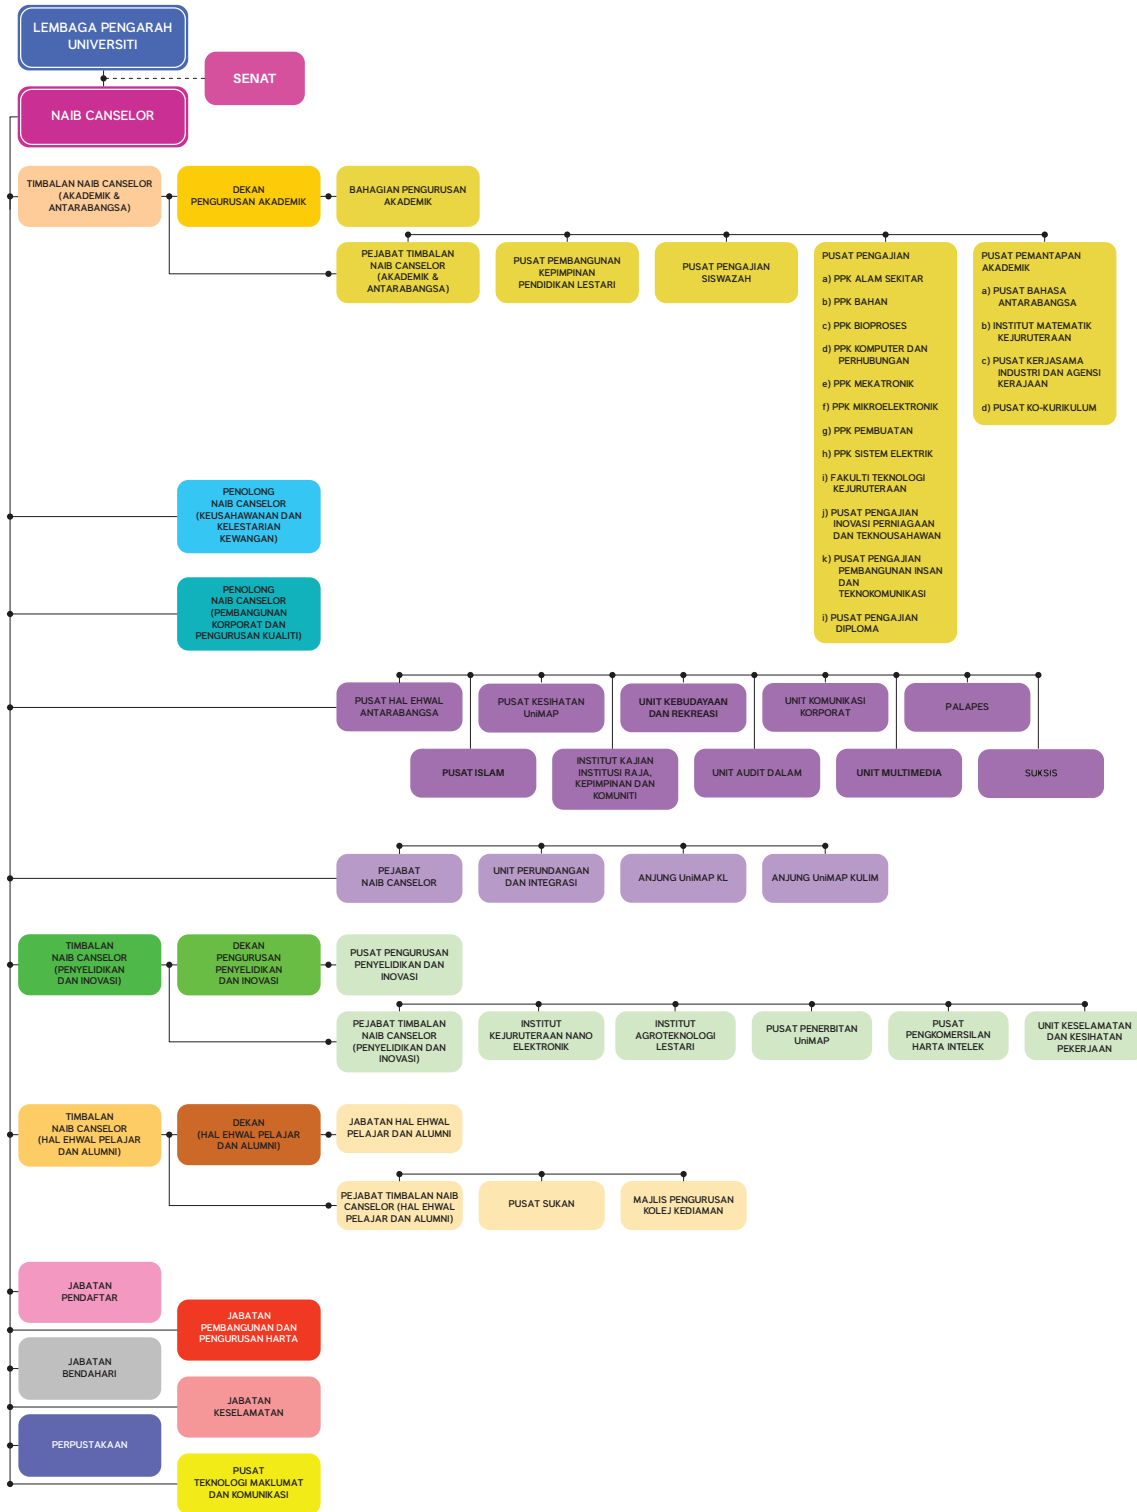 LEMBAGA PENGARAH
UNIVERSITI
SENAT
NAIB CANSELOR
TIMBALAN NAIB CANSELOR
(AKADEMIK &
ANTARABANGSA)
DEKAN
PENGURUSAN AKADEMIK
BAHAGIAN PENGURUSAN
AKADEMIK
PEJABAT TIMBALAN
NAIB CANSELOR
(AKADEMIK &
ANTARABANGSA)
PUSAT PEMBANGUNAN
KEPIMPINAN
PENDIDIKAN LESTARI
PUSAT PENGAJIAN
SISWAZAH
PUSAT PENGAJIAN
a) PPK ALAM SEKITAR
b) PPK BAHAN
c) PPK BIOPROSES
d) PPK KOMPUTER DAN
PERHUBUNGAN
e) PPK MEKATRONIK
f) PPK MIKROELEKTRONIK
g) PPK PEMBUATAN
h) PPK SISTEM ELEKTRIK
i) FAKULTI TEKNOLOGI
KEJURUTERAAN
j) PUSAT PENGAJIAN
INOVASI PERNIAGAAN
DAN TEKNOUSAHAWAN
k) PUSAT PENGAJIAN
PEMBANGUNAN INSAN
DAN
TEKNOKOMUNIKASI
i) PUSAT PENGAJIAN
DIPLOMA
PUSAT PEMANTAPAN
AKADEMIK
a) PUSAT BAHASA
ANTARABANGSA
b) INSTITUT MATEMATIK
KEJURUTERAAN
c) PUSAT KERJASAMA
INDUSTRI DAN AGENSI
KERAJAAN
d) PUSAT KO-KURIKULUM
PENOLONG
NAIB CANSELOR
(KEUSAHAWANAN DAN
KELESTARIAN
KEWANGAN)
PENOLONG
NAIB CANSELOR
(PEMBANGUNAN
KORPORAT DAN
PENGURUSAN KUALITI)
PUSAT HAL EHWAL
ANTARABANGSA
PUSAT KESIHATAN
UniMAP
UNIT KEBUDAYAAN
DAN REKREASI
UNIT KOMUNIKASI
KORPORAT
PALAPES
PUSAT ISLAM
INSTITUT KAJIAN
INSTITUSI RAJA,
KEPIMPINAN DAN
KOMUNITI
UNIT AUDIT DALAM
UNIT MULTIMEDIA
SUKSIS
PEJABAT
NAIB CANSELOR
UNIT PERUNDANGAN
DAN INTEGRASI
ANJUNG UniMAP KL
ANJUNG UniMAP KULIM
TIMBALAN
NAIB CANSELOR
(PENYELIDIKAN
DAN INOVASI)
DEKAN
PENGURUSAN
PENYELIDIKAN
DAN INOVASI
PUSAT PENGURUSAN
PENYELIDIKAN DAN
INOVASI
PEJABAT TIMBALAN
NAIB CANSELOR
(PENYELIDIKAN DAN
INOVASI)
INSTITUT
KEJURUTERAAN NANO
ELEKTRONIK
INSTITUT
AGROTEKNOLOGI
LESTARI
PUSAT PENERBITAN
UniMAP
PUSAT
PENGKOMERSILAN
HARTA INTELEK
UNIT KESELAMATAN
DAN KESIHATAN
PEKERJAAN
TIMBALAN
NAIB CANSELOR
(HAL EHWAL PELAJAR
DAN ALUMNI)
DEKAN
(HAL EHWAL PELAJAR
DAN ALUMNI)
JABATAN HAL EHWAL
PELAJAR DAN ALUMNI
PEJABAT TIMBALAN NAIB
CANSELOR (HAL EHWAL
PELAJAR DAN ALUMNI)
PUSAT SUKAN
MAJLIS PENGURUSAN
KOLEJ KEDIAMAN
JABATAN
PENDAFTAR
JABATAN
PEMBANGUNAN DAN
PENGURUSAN HARTA
JABATAN
BENDAHARI
JABATAN
KESELAMATAN
PERPUSTAKAAN
PUSAT
TEKNOLOGI MAKLUMAT
DAN KOMUNIKASI